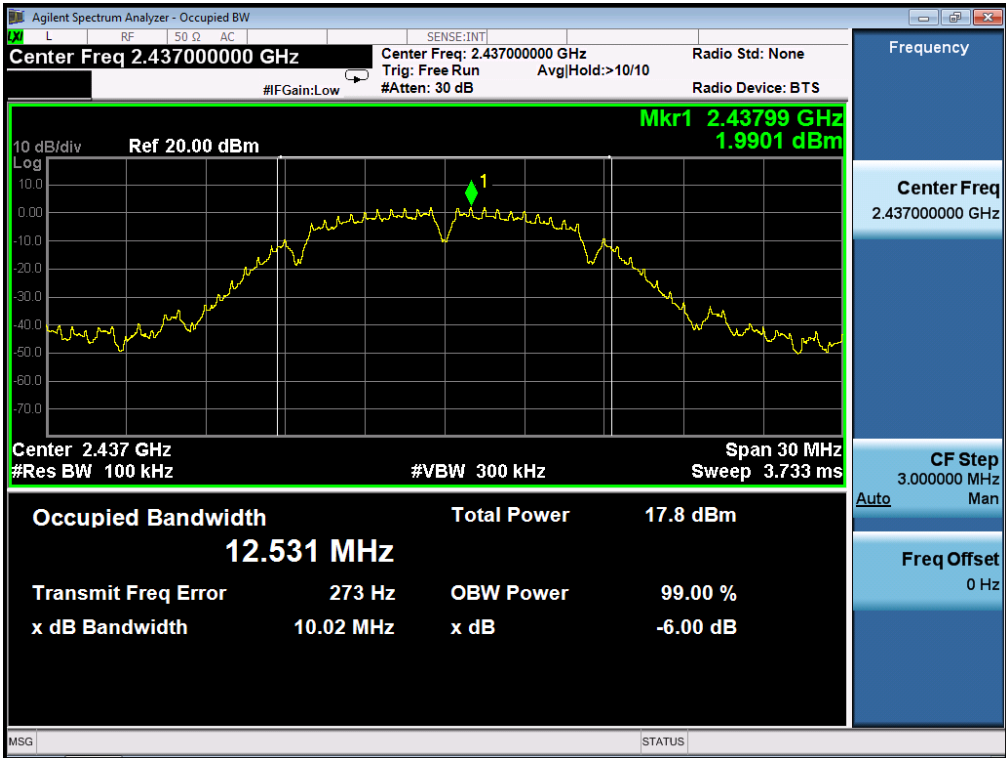 Agilent Spectrum Analyzer - Occupied BW
LXI L RF 50 Ω AC SENSE:INT
Center Freq 2.437000000 GHz
Center Freq: 2.437000000 GHz
Radio Std: None
Trig: Free Run Avg|Hold:>10/10
#IFGain:Low #Atten: 30 dB
Radio Device: BTS
Mkr1 2.43799 GHz
1.9901 dBm
10 dB/div Ref 20.00 dBm
Log
10.0
0.00
-10.0
-20.0
-30.0
-40.0
-50.0
-60.0
-70.0
1
Center 2.437 GHz Span 30 MHz
#Res BW 100 kHz #VBW 300 kHz Sweep 3.733 ms
Occupied Bandwidth Total Power 17.8 dBm
12.531 MHz
Transmit Freq Error 273 Hz OBW Power 99.00 %
x dB Bandwidth 10.02 MHz x dB -6.00 dB
MSG STATUS
Frequency
Center Freq
2.437000000 GHz
CF Step
3.000000 MHz
Auto Man
Freq Offset
0 Hz